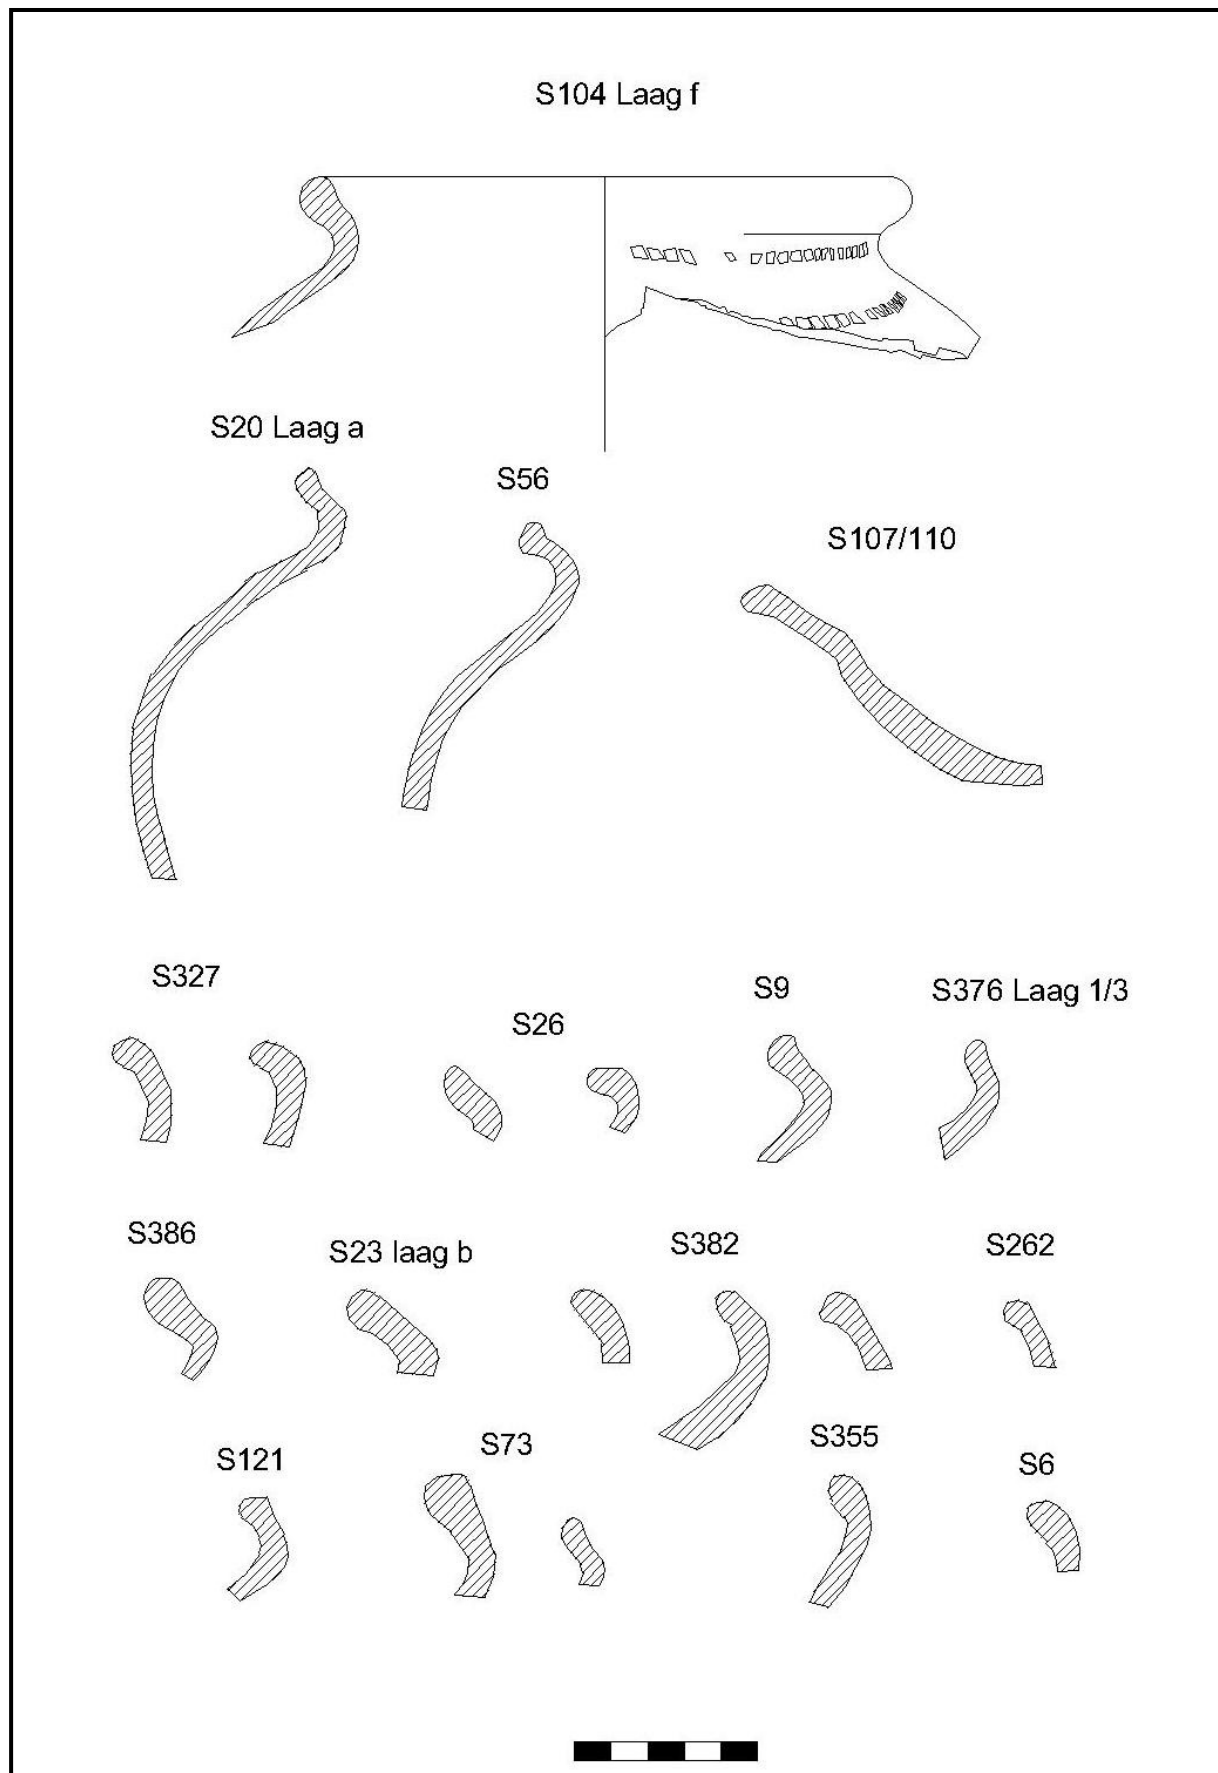 S104 Laag f
S20 Laag a
S56
S107/110
S327
S26
S9
S376 Laag 1/3
S386
S23 laag b
S382
S262
S121
S73
S355
S6